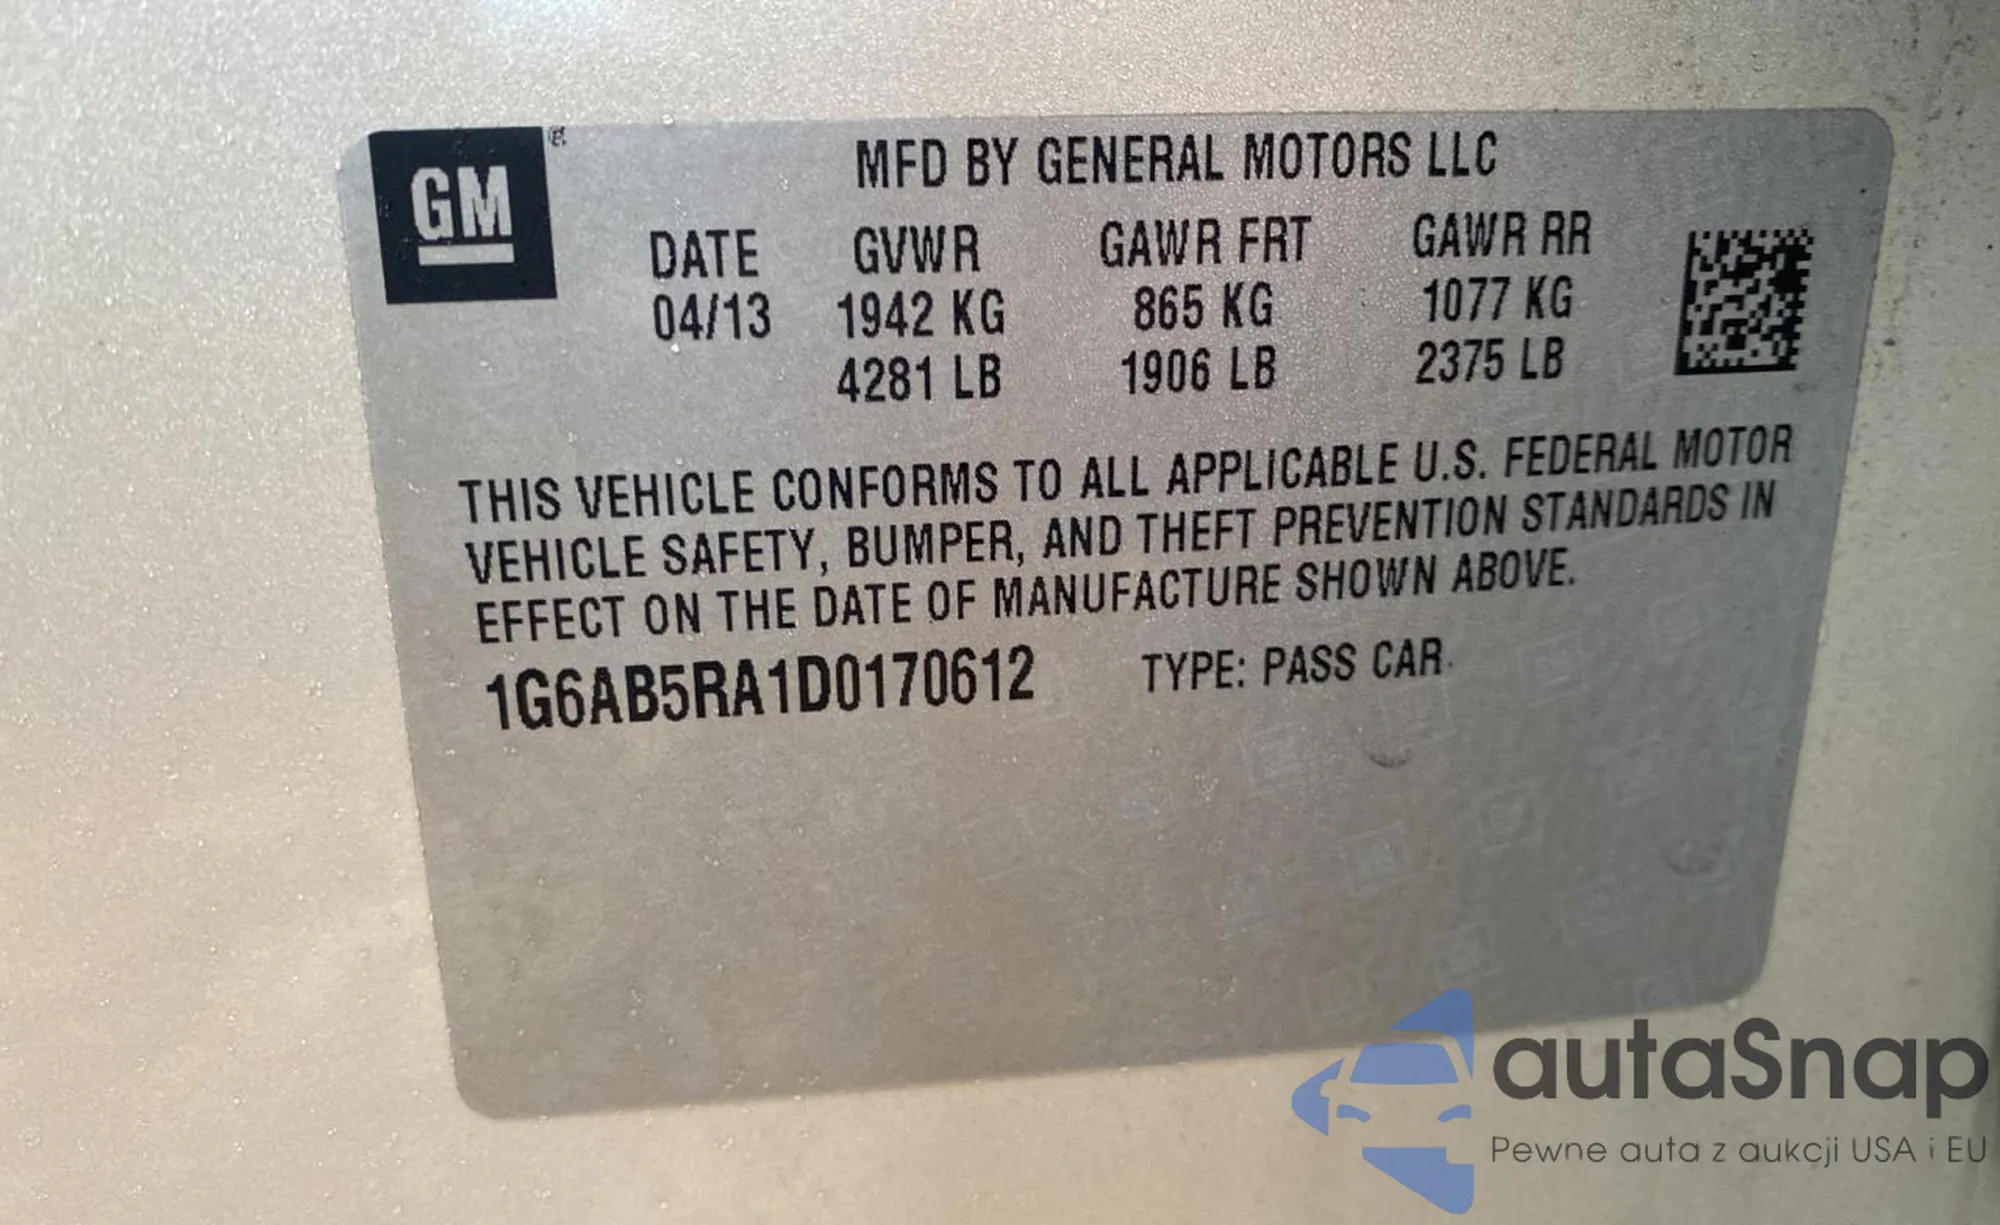 GM®
MFD BY GENERAL MOTORS LLC
DATE GVWR GAWR FRT GAWR RR
04/13 1942 KG 865 KG 1077 KG
4281 LB 1906 LB 2375 LB
THIS VEHICLE CONFORMS TO ALL APPLICABLE U.S. FEDERAL MOTOR
VEHICLE SAFETY, BUMPER, AND THEFT PREVENTION STANDARDS IN
EFFECT ON THE DATE OF MANUFACTURE SHOWN ABOVE.
1G6AB5RA1D0170612 TYPE: PASS CAR
autaSnap
Pewne auta z aukcji USA i EU